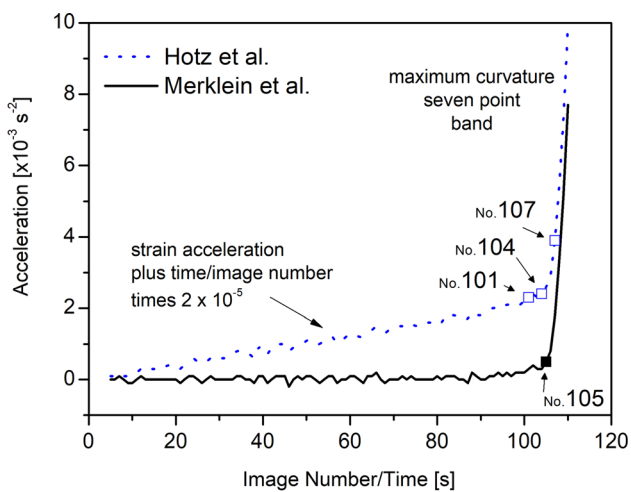 10
8
6
4
2
0
Acceleration [x10⁻³ s⁻²]
Hotz et al.
Merklein et al.
maximum curvature
seven point
band
No.107
No.104
No.101
strain acceleration
plus time/image number
times 2 x 10⁻⁵
No.105
0 20 40 60 80 100 120
Image Number/Time [s]